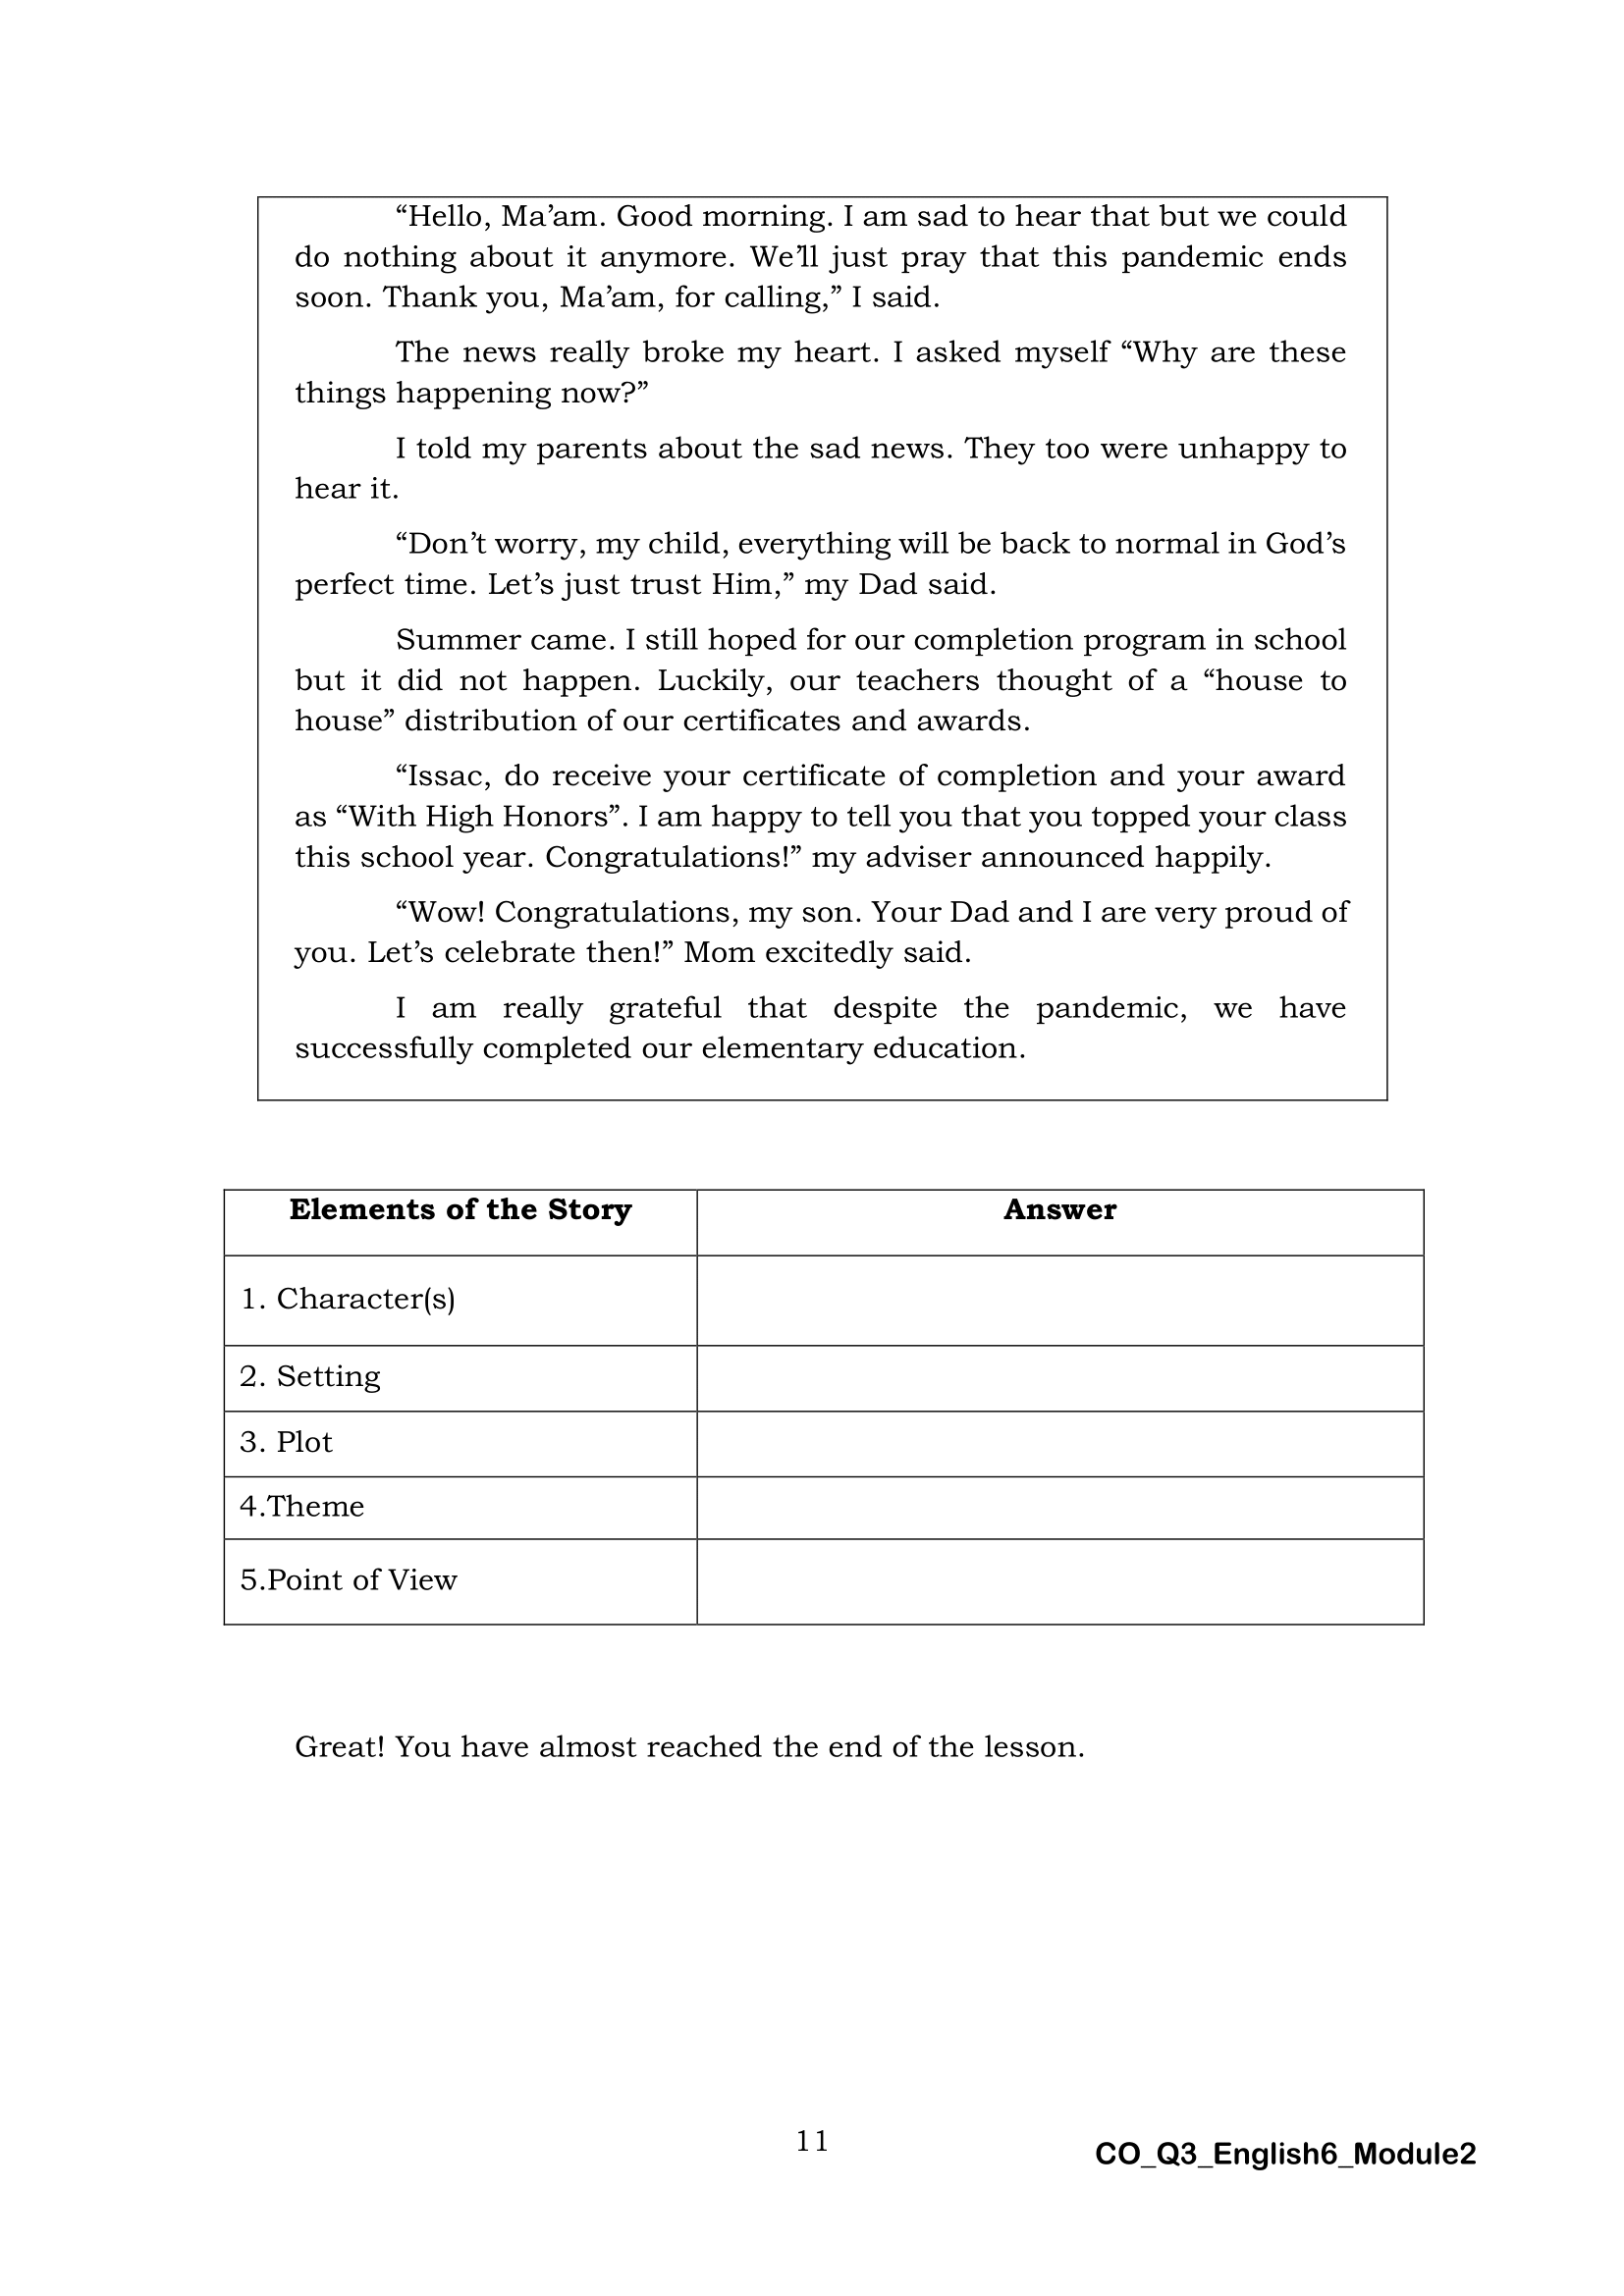 “Hello, Ma’am. Good morning. I am sad to hear that but we could
do nothing about it anymore. We’ll just pray that this pandemic ends
soon. Thank you, Ma’am, for calling,” I said.
The news really broke my heart. I asked myself “Why are these
things happening now?”
I told my parents about the sad news. They too were unhappy to
hear it.
“Don’t worry, my child, everything will be back to normal in God’s
perfect time. Let’s just trust Him,” my Dad said.
Summer came. I still hoped for our completion program in school
but it did not happen. Luckily, our teachers thought of a “house to
house” distribution of our certificates and awards.
“Issac, do receive your certificate of completion and your award
as “With High Honors”. I am happy to tell you that you topped your class
this school year. Congratulations!” my adviser announced happily.
“Wow! Congratulations, my son. Your Dad and I are very proud of
you. Let’s celebrate then!” Mom excitedly said.
I am really grateful that despite the pandemic, we have
successfully completed our elementary education.
Elements of the Story Answer
1. Character(s)
2. Setting
3. Plot
4.Theme
5.Point of View
Great! You have almost reached the end of the lesson.
11
CO_Q3_English6_Module2